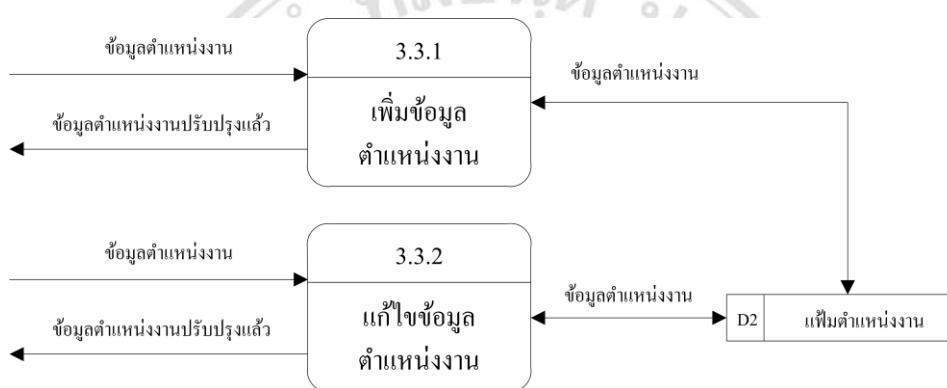 ข้อมูลตำแหน่งงาน
3.3.1
ข้อมูลตำแหน่งงาน
ข้อมูลตำแหน่งงานปรับปรุงแล้ว
เพิ่มข้อมูล
ตำแหน่งงาน
ข้อมูลตำแหน่งงาน
3.3.2
ข้อมูลตำแหน่งงาน
ข้อมูลตำแหน่งงานปรับปรุงแล้ว
แก้ไขข้อมูล
ตำแหน่งงาน
D2
แฟ้มตำแหน่งงาน